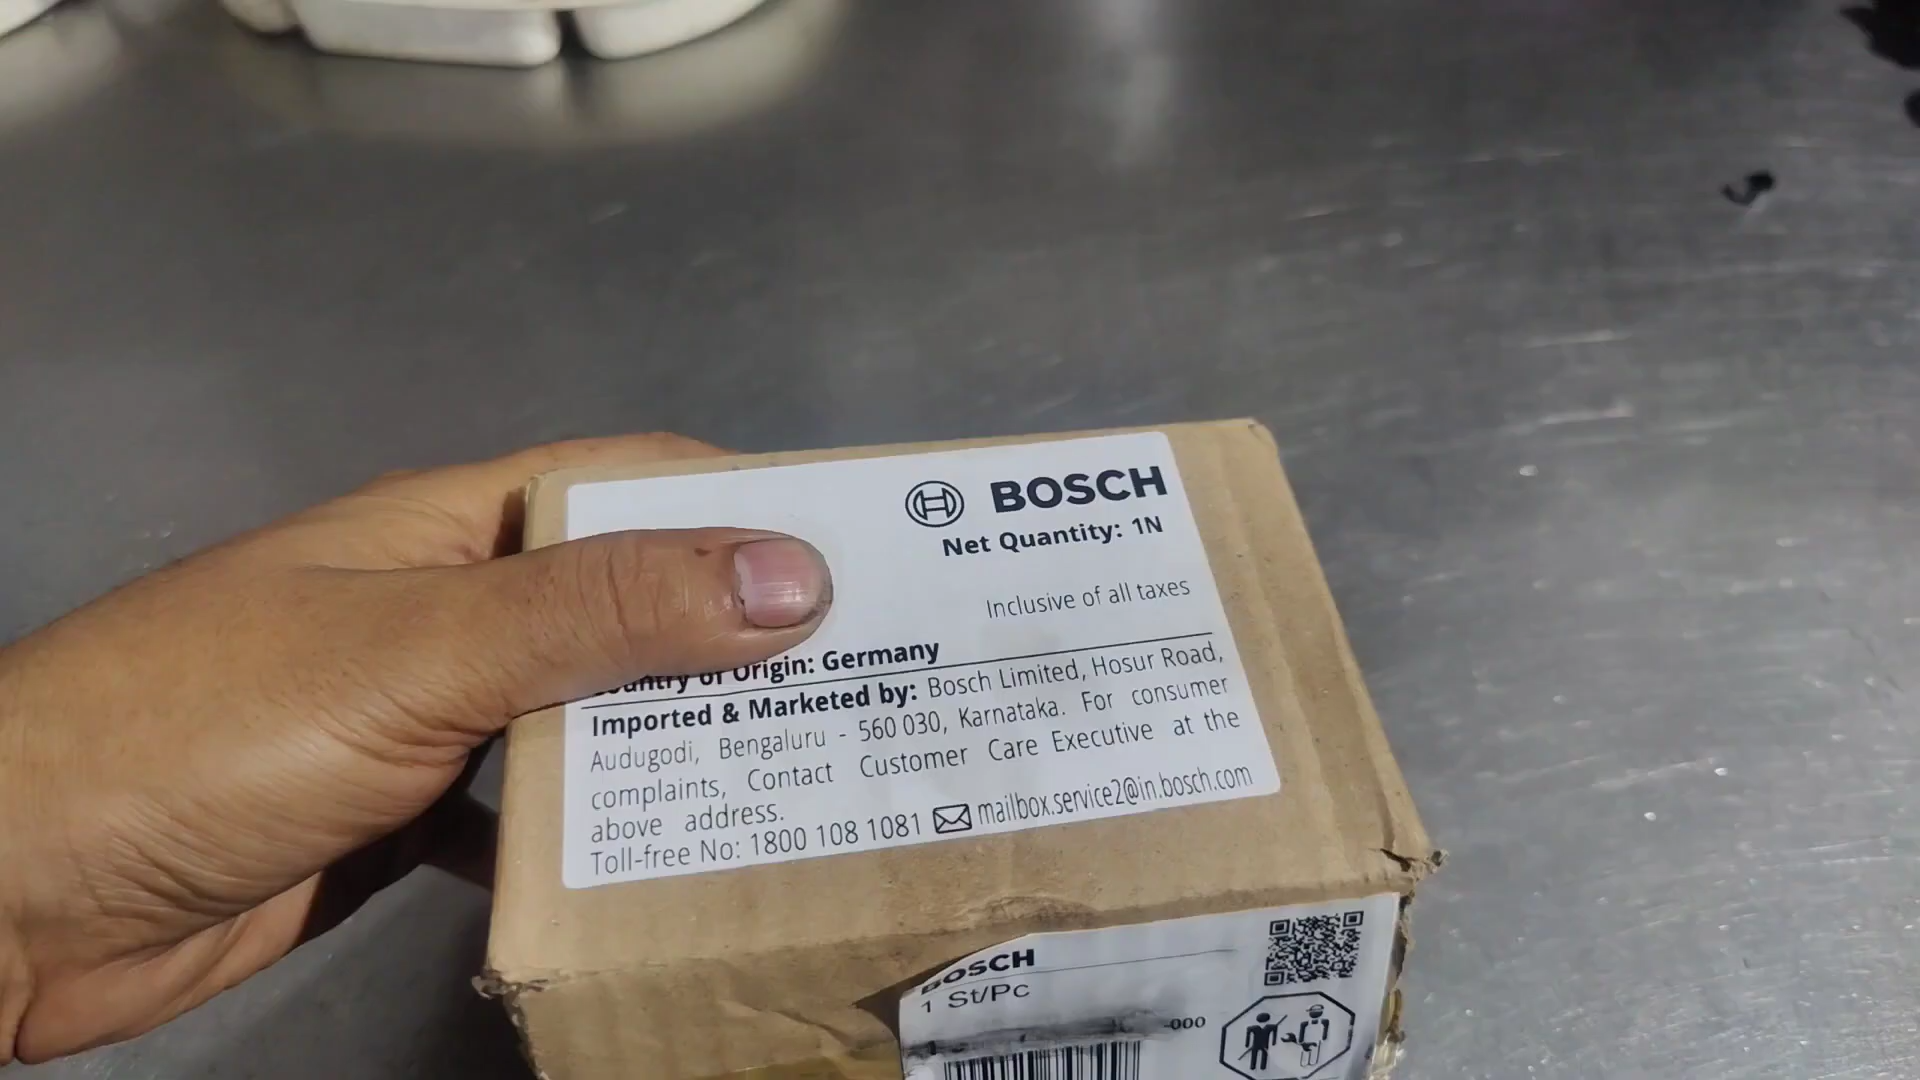 BOSCH
Net Quantity: 1N
Inclusive of all taxes
Country of Origin: Germany
Imported & Marketed by: Bosch Limited, Hosur Road,
Audugodi, Bengaluru - 560 030, Karnataka. For consumer
complaints, Contact Customer Care Executive at the
above address.
Toll-free No: 1800 108 1081 mailbox.service2@in.bosch.com
BOSCH
1 St/Pc
-000